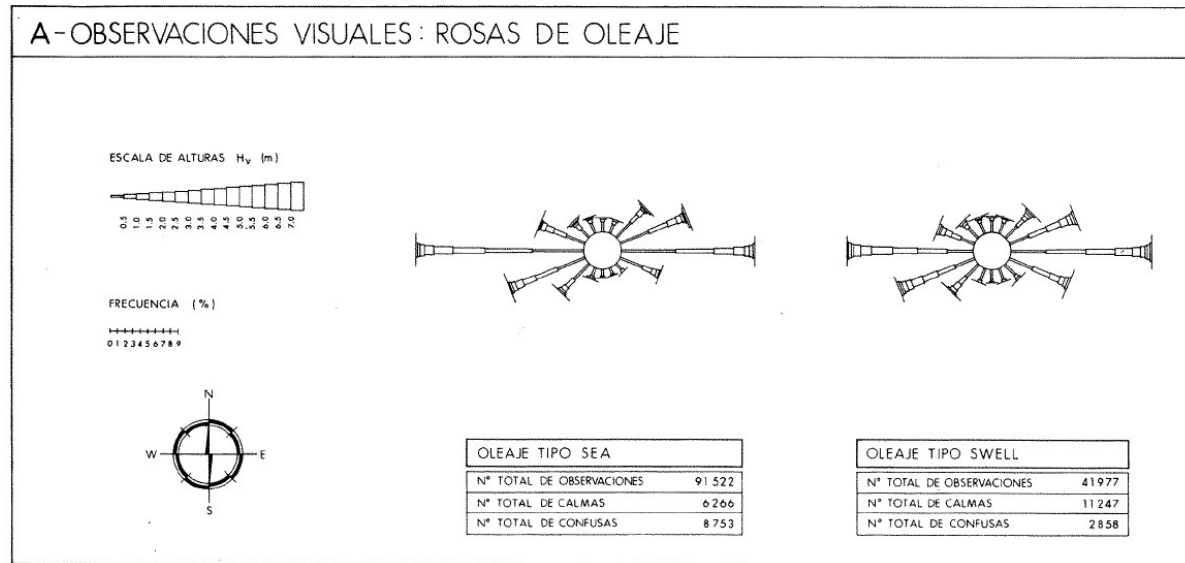 A-OBSERVACIONES VISUALES: ROSAS DE OLEAJE
ESCALA DE ALTURAS Hv (m)
0.5 1.0 1.5 2.0 2.5 3.0 3.5 4.0 4.5 5.0 5.5 6.0 6.5 7.0
FRECUENCIA (%)
0 1 2 3 4 5 6 7 8 9
N
W E
S
OLEAJE TIPO SEA
Nº TOTAL DE OBSERVACIONES 91 522
Nº TOTAL DE CALMAS 6 266
Nº TOTAL DE CONFUSAS 8 753
OLEAJE TIPO SWELL
Nº TOTAL DE OBSERVACIONES 41 977
Nº TOTAL DE CALMAS 11 247
Nº TOTAL DE CONFUSAS 2 858